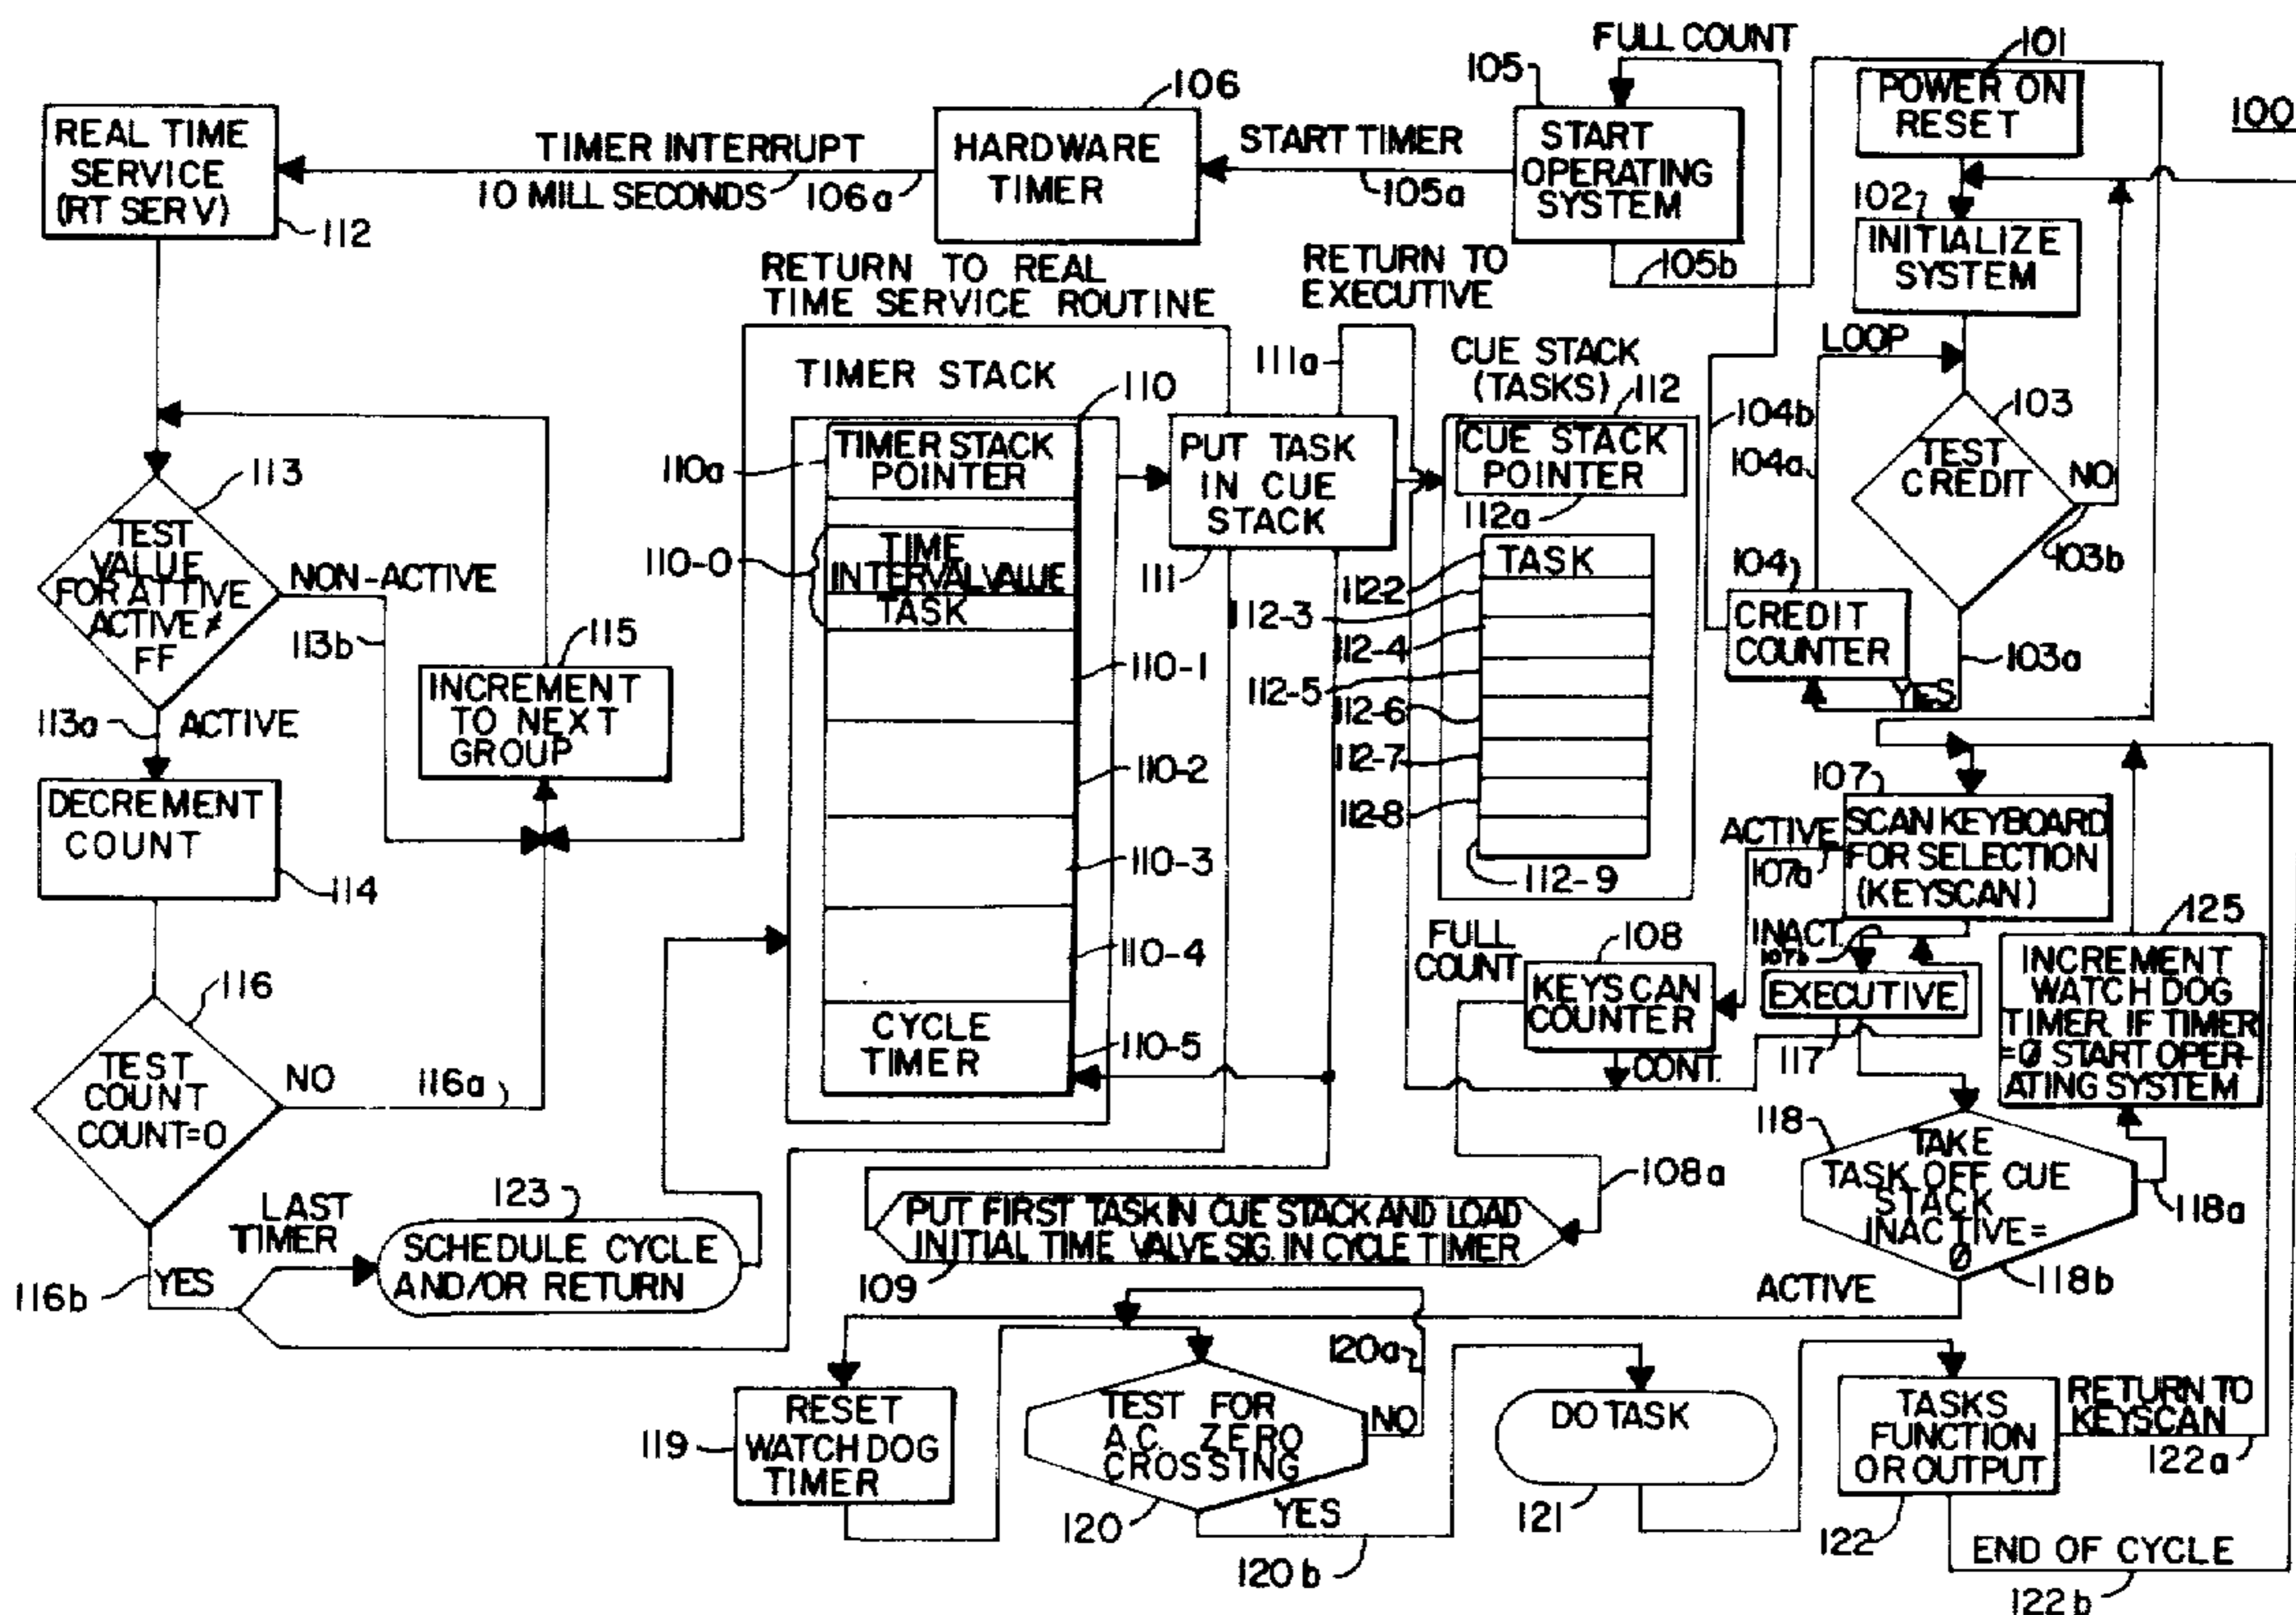 FULL COUNT
101
105
106
POWER ON
RESET
100
REAL TIME
SERVICE
(RT SERV)
112
TIMER INTERRUPT
10 MILL SECONDS
106a
HARDWARE
TIMER
START TIMER
105a
START
OPERATING
SYSTEM
105b
102
INITIALIZE
SYSTEM
RETURN TO REAL
TIME SERVICE ROUTINE
RETURN TO
EXECUTIVE
LOOP
111a
CUE STACK
(TASKS)
112
TIMER STACK
110
104b
104a
103
TEST
CREDIT
NO
103b
110a
TIMER STACK
POINTER
PUT TASK
IN CUE
STACK
111
CUE STACK
POINTER
112a
113
TEST
VALUE
FOR ATTIVE
ACTIVE ≠
FF
NON-ACTIVE
113b
110-0
TIME
INTERVAL VALUE
TASK
TASK
112-2
112-3
112-4
112-5
112-6
112-7
112-8
112-9
104
CREDIT
COUNTER
YES
103a
115
INCREMENT
TO NEXT
GROUP
110-1
110-2
110-3
110-4
113a
ACTIVE
DECREMENT
COUNT
114
107
SCAN KEYBOARD
FOR SELECTION
(KEYSCAN)
ACTIVE
107a
INACT.
107b
125
INCREMENT
WATCH DOG
TIMER. IF TIMER
=0 START OPER-
ATING SYSTEM
FULL
COUNT
108
KEYSCAN
COUNTER
CONT.
EXECUTIVE
117
CYCLE
TIMER
110-5
116
TEST
COUNT
COUNT=0
NO
116a
118
TAKE
TASK OFF CUE
STACK
INACTIVE=
0
118a
118b
108a
LAST
TIMER
123
SCHEDULE CYCLE
AND/OR RETURN
116b
YES
PUT FIRST TASK IN CUE STACK AND LOAD
INITIAL TIME VALVE SIG. IN CYCLE TIMER
109
ACTIVE
120a
119
RESET
WATCH DOG
TIMER
TEST FOR
A.C. ZERO
CROSSING
NO
120
YES
120b
DO TASK
121
TASKS
FUNCTION
OR OUTPUT
122
RETURN TO
KEYSCAN
122a
END OF CYCLE
122b